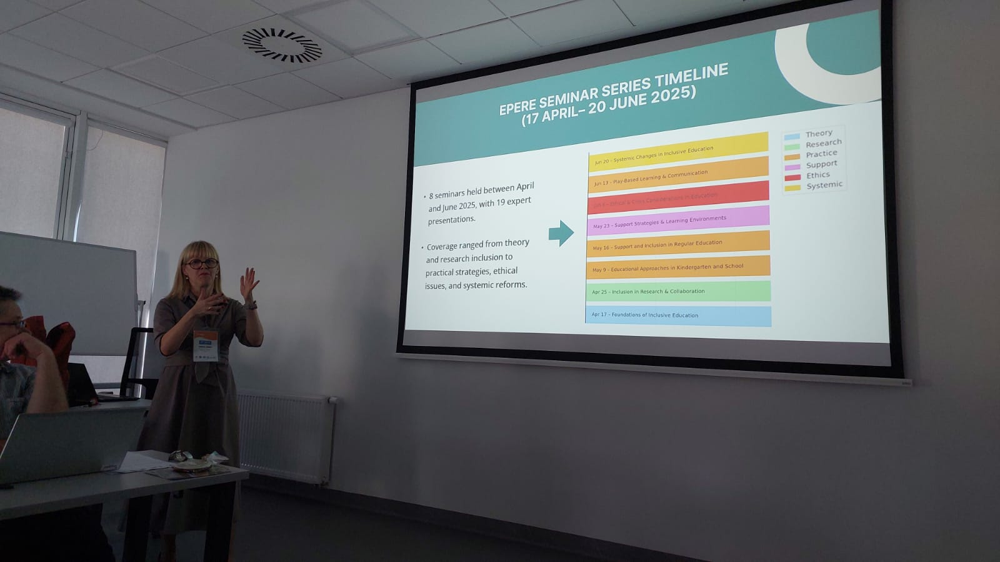 EPERE SEMINAR SERIES TIMELINE
(17 APRIL– 20 JUNE 2025)
• 8 seminars held between April
and June 2025, with 19 expert
presentations.
• Coverage ranged from theory
and research inclusion to
practical strategies, ethical
issues, and systemic reforms.
Jun 20 – Systemic Changes in Inclusive Education
Jun 13 – Play-Based Learning & Communication
Jun 6 – Ethical & Crisis Considerations in Education
May 23 – Support Strategies & Learning Environments
May 16 – Support and Inclusion in Regular Education
May 9 – Educational Approaches in Kindergarten and School
Apr 25 – Inclusion in Research & Collaboration
Apr 17 – Foundations of Inclusive Education
Theory
Research
Practice
Support
Ethics
Systemic